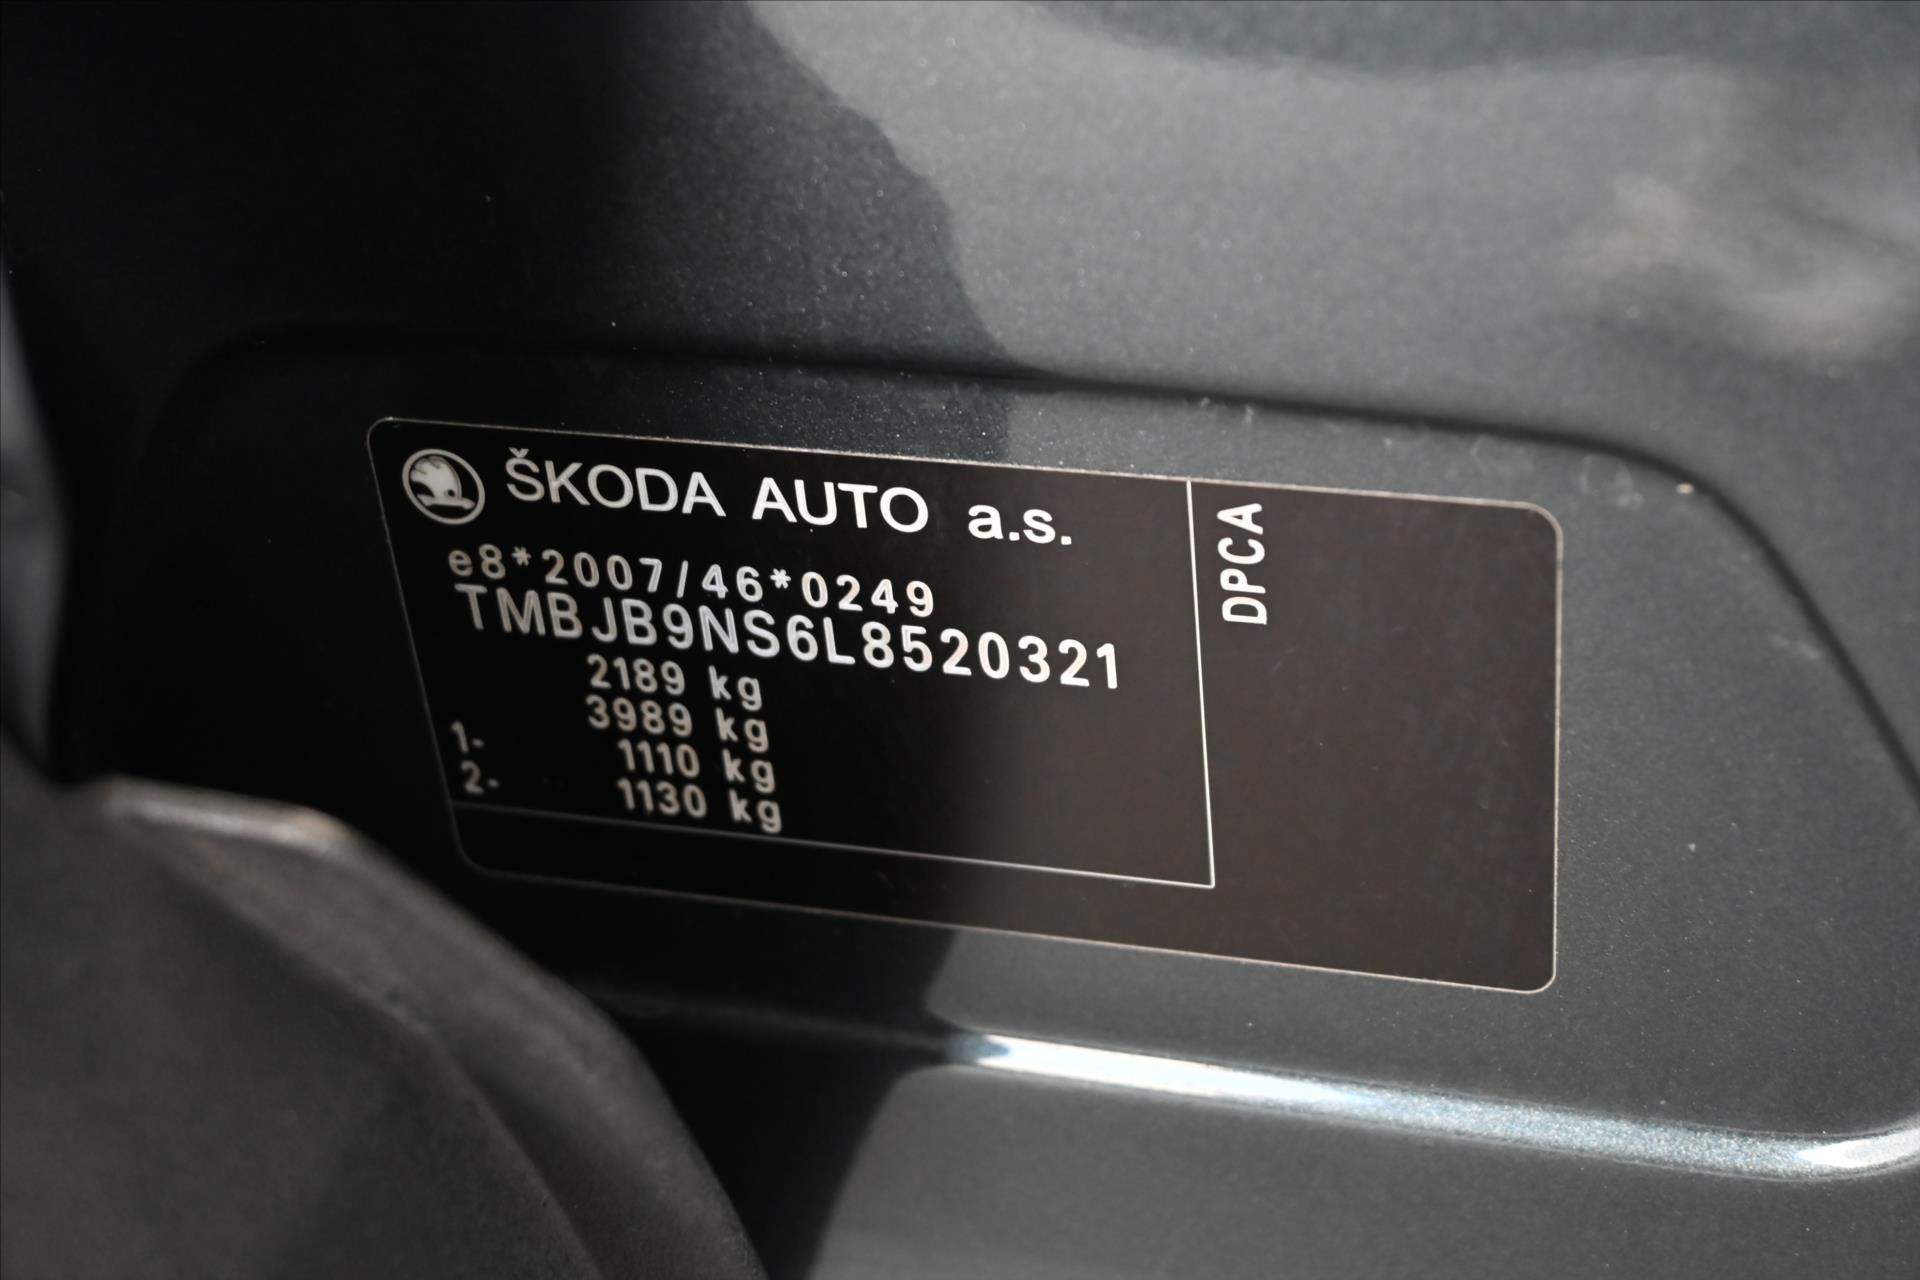 ŠKODA AUTO a.s.
e8*2007/46*0249
TMBJB9NS6L8520321
2189 kg
3989 kg
1- 1110 kg
2- 1130 kg
DPCA